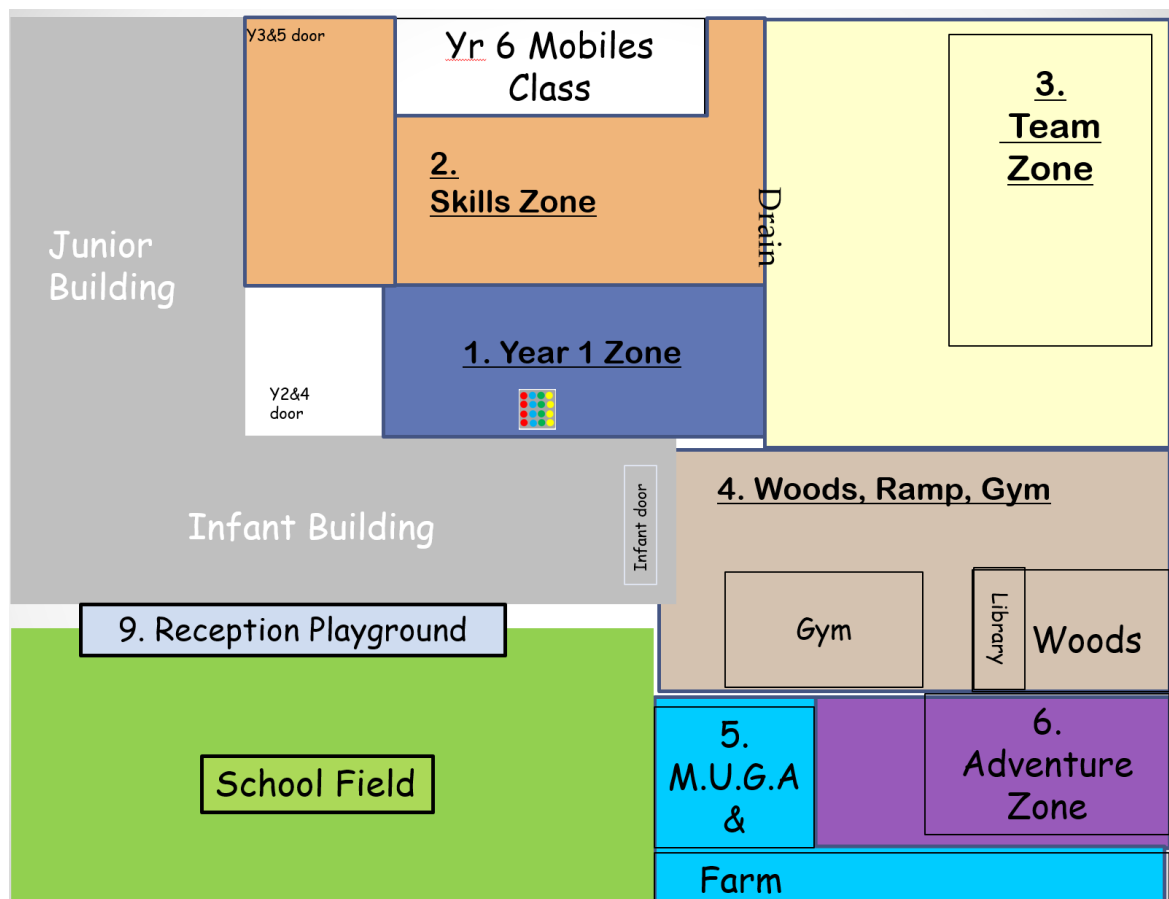 Y3&5 door
Yr 6 Mobiles
Class
3.
Team
Zone
2.
Skills Zone
Drain
Junior
Building
1. Year 1 Zone
Y2&4
door
4. Woods, Ramp, Gym
Infant Building
Infant door
Gym
Library
Woods
9. Reception Playground
School Field
5.
M.U.G.A
&
Farm
6.
Adventure
Zone